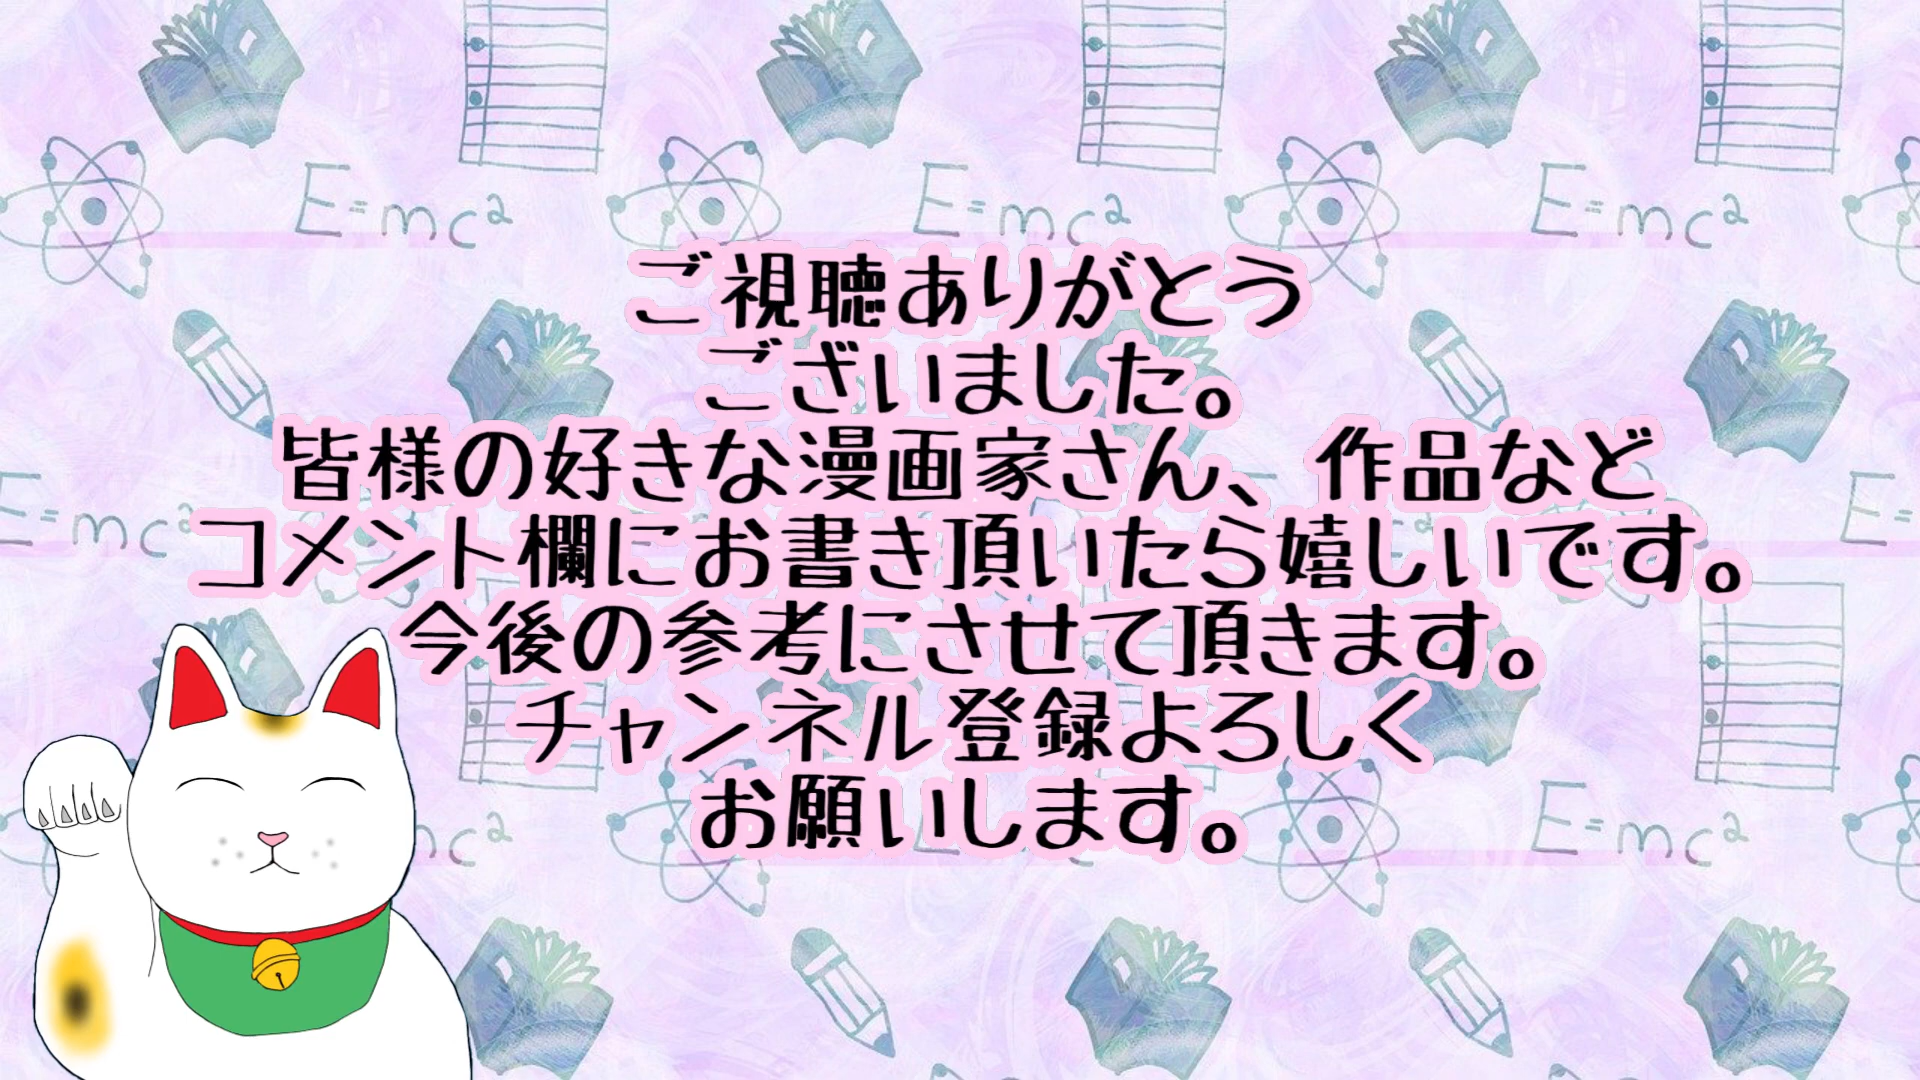 ご視聴ありがとう
ございました。
皆様の好きな漫画家さん、作品など
コメント欄にお書き頂いたら嬉しいです。
今後の参考にさせて頂きます。
チャンネル登録よろしく
お願いします。
E=mc²
E=mc²
E=mc²
E=mc²
E=mc²